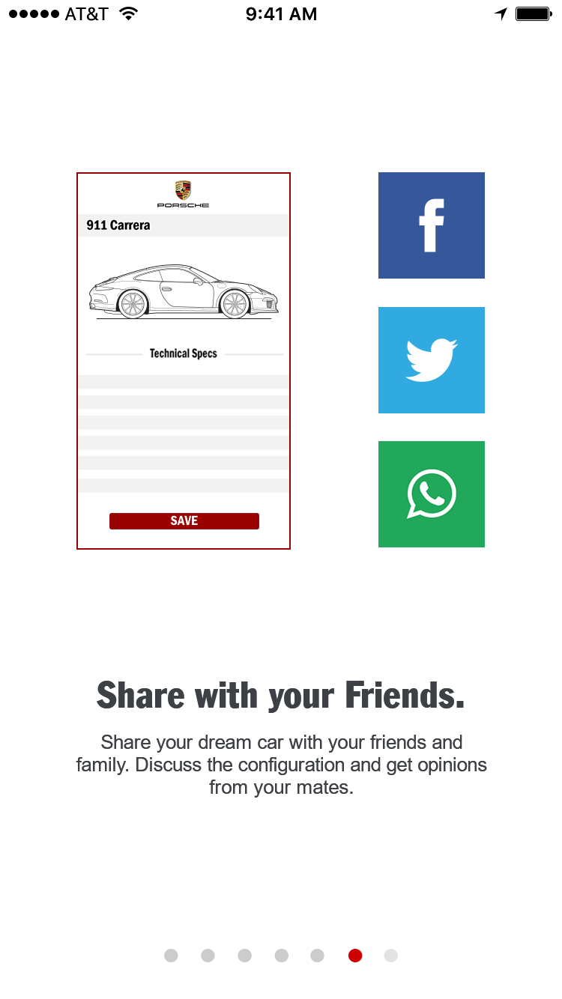 AT&T 9:41 AM
PORSCHE
911 Carrera
Technical Specs
SAVE
Share with your Friends.
Share your dream car with your friends and
family. Discuss the configuration and get opinions
from your mates.